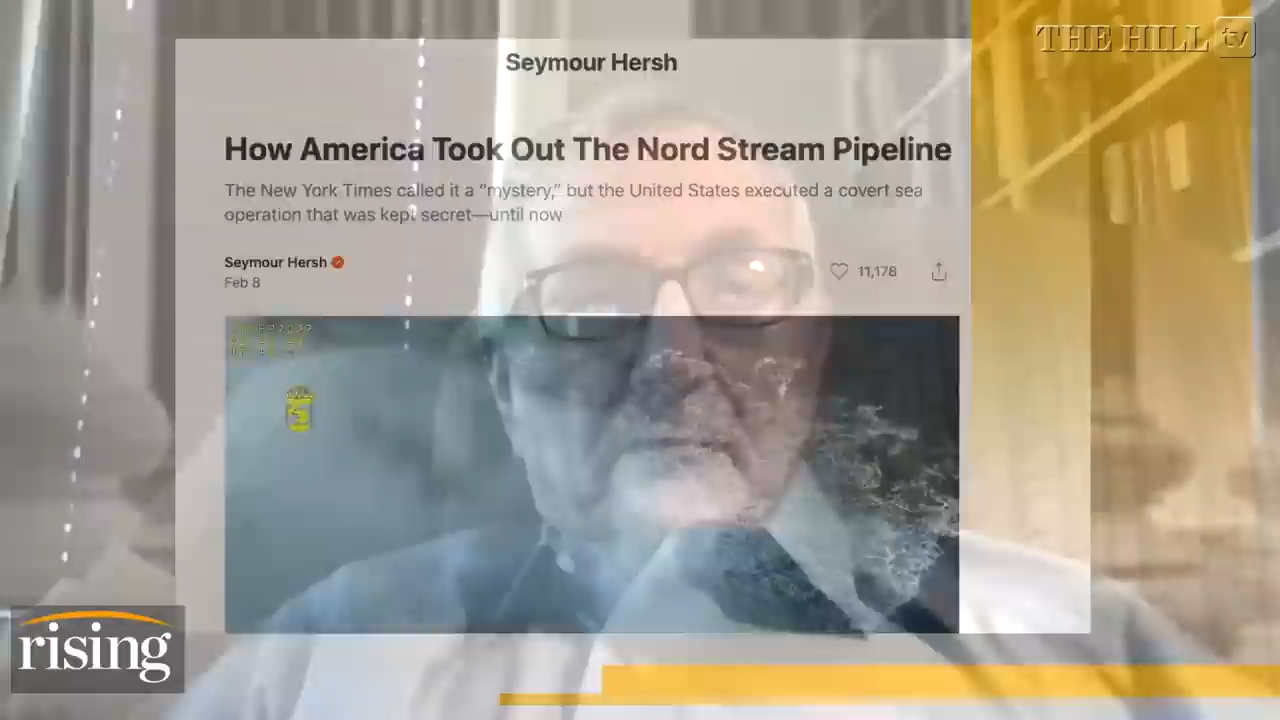 THE HILL tv
Seymour Hersh
How America Took Out The Nord Stream Pipeline
The New York Times called it a "mystery," but the United States executed a covert sea
operation that was kept secret—until now
Seymour Hersh
Feb 8
11,178
rising